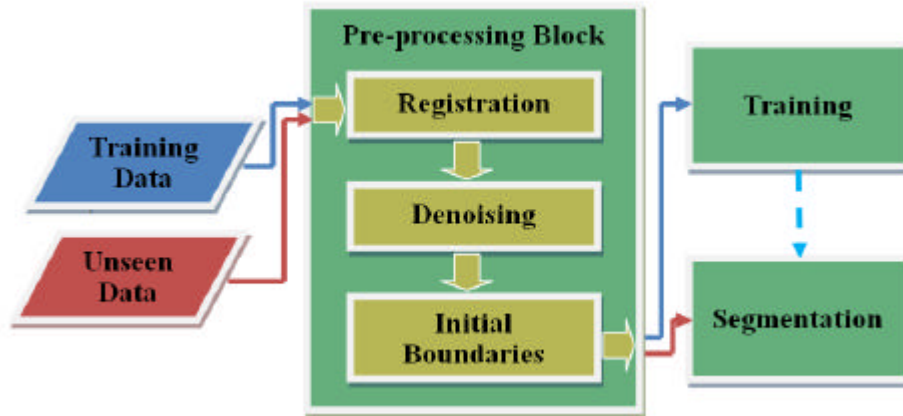 Pre-processing Block
Registration
Training
Training
Data
Denoising
Unseen
Data
Initial
Boundaries
Segmentation